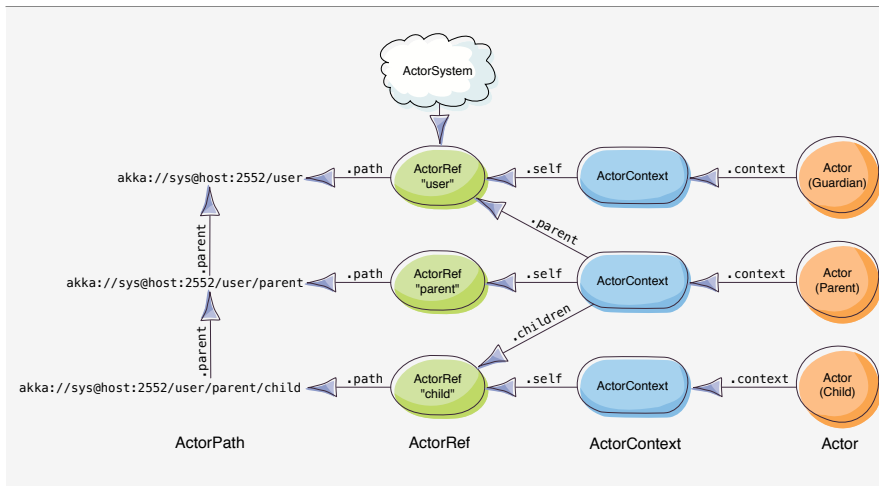 ActorSystem
akka://sys@host:2552/user
.path
ActorRef
"user"
.self
ActorContext
.context
Actor
(Guardian)
.parent
.parent
akka://sys@host:2552/user/parent
.path
ActorRef
"parent"
.self
ActorContext
.context
Actor
(Parent)
.parent
.children
akka://sys@host:2552/user/parent/child
.path
ActorRef
"child"
.self
ActorContext
.context
Actor
(Child)
ActorPath
ActorRef
ActorContext
Actor